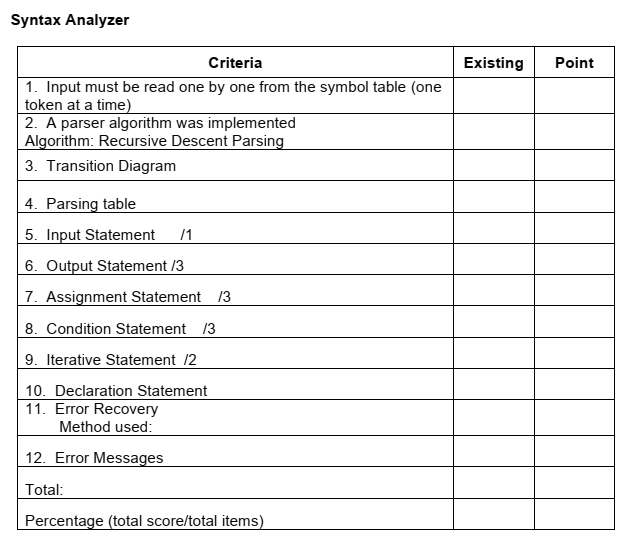 Syntax Analyzer
Criteria Existing Point
1. Input must be read one by one from the symbol table (one
token at a time)
2. A parser algorithm was implemented
Algorithm: Recursive Descent Parsing
3. Transition Diagram
4. Parsing table
5. Input Statement /1
6. Output Statement /3
7. Assignment Statement /3
8. Condition Statement /3
9. Iterative Statement /2
10. Declaration Statement
11. Error Recovery
Method used:
12. Error Messages
Total:
Percentage (total score/total items)